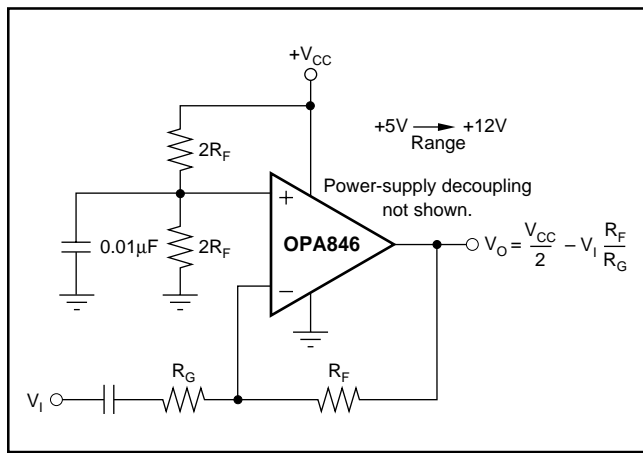 +V_CC
2R_F
+5V → +12V
Range
Power-supply decoupling
not shown.
+
OPA846
0.01µF
2R_F
V_O = V_CC/2 − V_I R_F/R_G
−
R_G
R_F
V_I